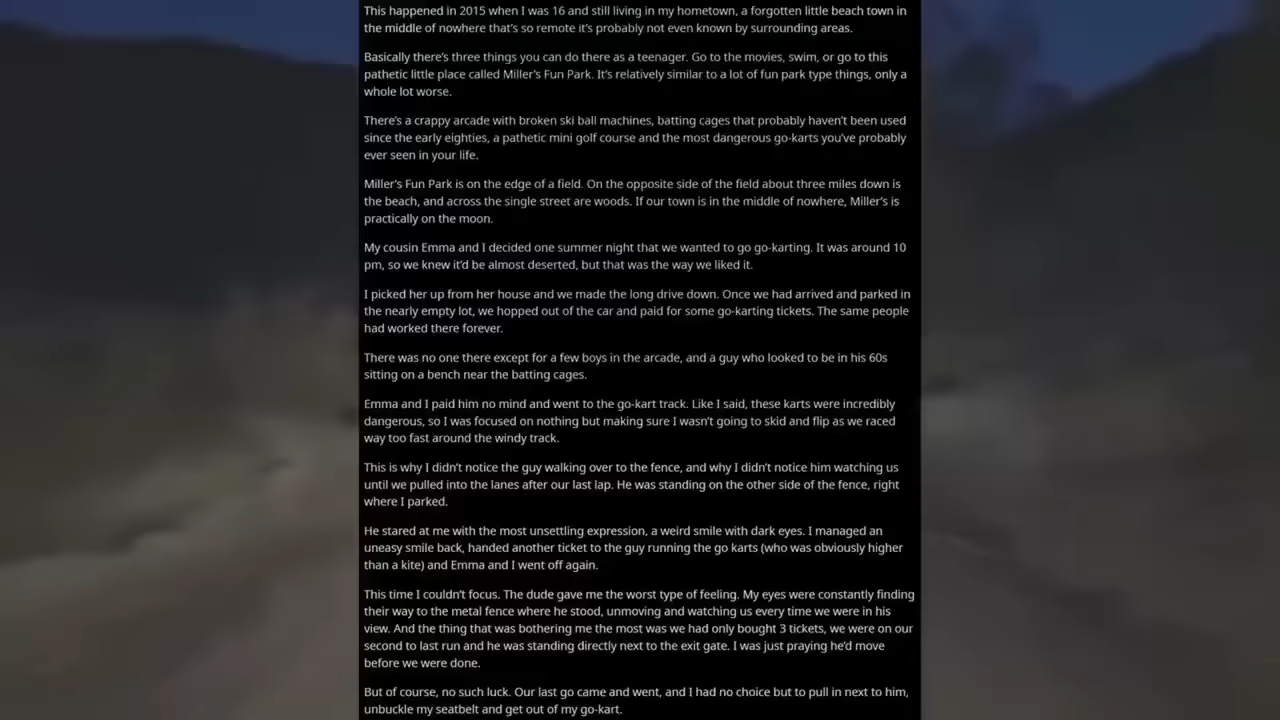 This happened in 2015 when I was 16 and still living in my hometown, a forgotten little beach town in
the middle of nowhere that's so remote it's probably not even known by surrounding areas.
Basically there's three things you can do there as a teenager. Go to the movies, swim, or go to this
pathetic little place called Miller's Fun Park. It's relatively similar to a lot of fun park type things, only a
whole lot worse.
There's a crappy arcade with broken ski ball machines, batting cages that probably haven't been used
since the early eighties, a pathetic mini golf course and the most dangerous go-karts you've probably
ever seen in your life.
Miller's Fun Park is on the edge of a field. On the opposite side of the field about three miles down is
the beach, and across the single street are woods. If our town is in the middle of nowhere, Miller's is
practically on the moon.
My cousin Emma and I decided one summer night that we wanted to go go-karting. It was around 10
pm, so we knew it'd be almost deserted, but that was the way we liked it.
I picked her up from her house and we made the long drive down. Once we had arrived and parked in
the nearly empty lot, we hopped out of the car and paid for some go-karting tickets. The same people
had worked there forever.
There was no one there except for a few boys in the arcade, and a guy who looked to be in his 60s
sitting on a bench near the batting cages.
Emma and I paid him no mind and went to the go-kart track. Like I said, these karts were incredibly
dangerous, so I was focused on nothing but making sure I wasn't going to skid and flip as we raced
way too fast around the windy track.
This is why I didn't notice the guy walking over to the fence, and why I didn't notice him watching us
until we pulled into the lanes after our last lap. He was standing on the other side of the fence, right
where I parked.
He stared at me with the most unsettling expression, a weird smile with dark eyes. I managed an
uneasy smile back, handed another ticket to the guy running the go karts (who was obviously higher
than a kite) and Emma and I went off again.
This time I couldn't focus. The dude gave me the worst type of feeling. My eyes were constantly finding
their way to the metal fence where he stood, unmoving and watching us every time we were in his
view. And the thing that was bothering me the most was we had only bought 3 tickets, we were on our
second to last run and he was standing directly next to the exit gate. I was just praying he'd move
before we were done.
But of course, no such luck. Our last go came and went, and I had no choice but to pull in next to him,
unbuckle my seatbelt and get out of my go-kart.